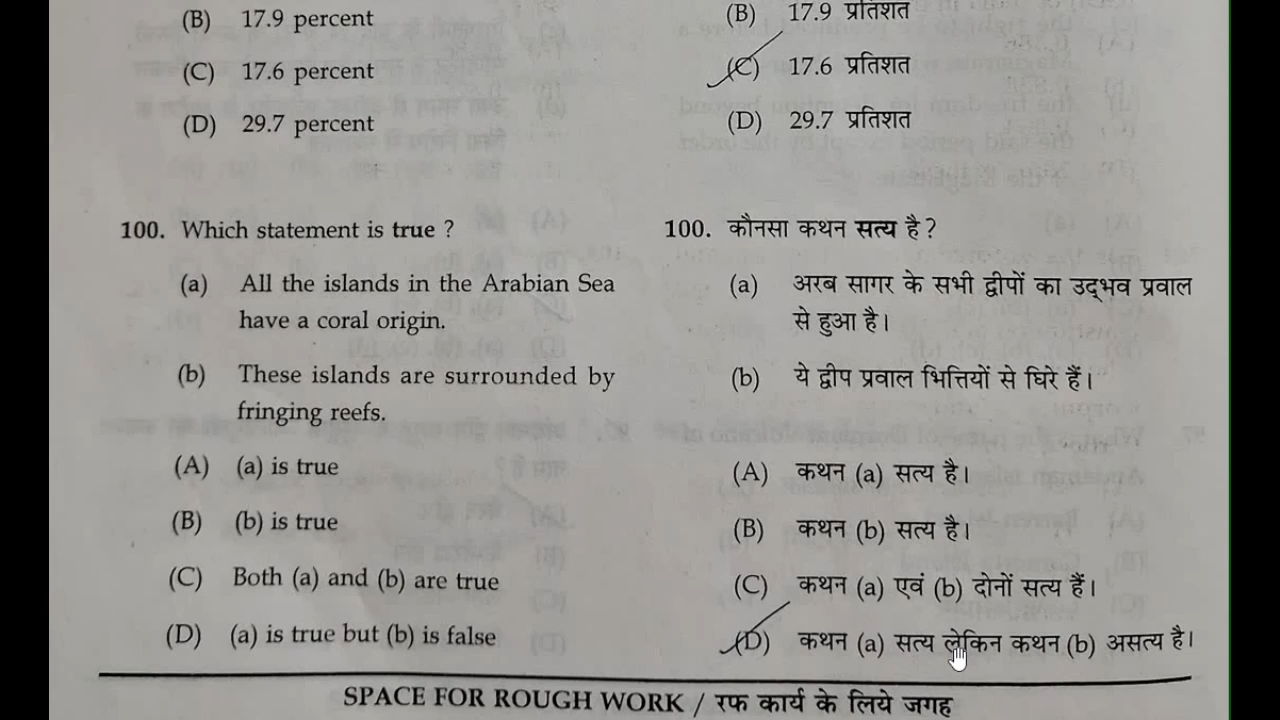 (B) 17.9 percent
(C) 17.6 percent
(D) 29.7 percent
100. Which statement is true ?
(a) All the islands in the Arabian Sea
have a coral origin.
(b) These islands are surrounded by
fringing reefs.
(A) (a) is true
(B) (b) is true
(C) Both (a) and (b) are true
(D) (a) is true but (b) is false
(B) 17.9 प्रतिशत
(C) 17.6 प्रतिशत
(D) 29.7 प्रतिशत
100. कौनसा कथन सत्य है ?
(a) अरब सागर के सभी द्वीपों का उद्‌भव प्रवाल
से हुआ है।
(b) ये द्वीप प्रवाल भित्तियों से घिरे हैं।
(A) कथन (a) सत्य है।
(B) कथन (b) सत्य है।
(C) कथन (a) एवं (b) दोनों सत्य हैं।
(D) कथन (a) सत्य लेकिन कथन (b) असत्य है।
SPACE FOR ROUGH WORK / रफ कार्य के लिये जगह